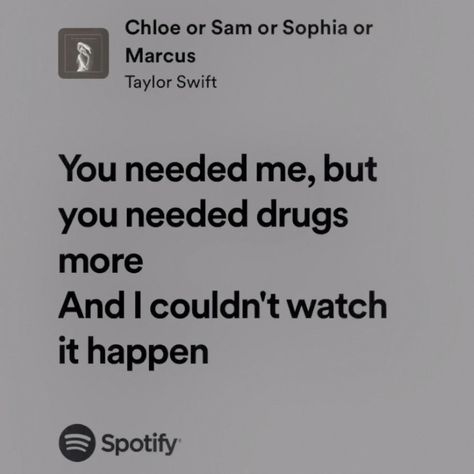 Chloe or Sam or Sophia or
Marcus
Taylor Swift
You needed me, but
you needed drugs
more
And I couldn't watch
it happen
Spotify